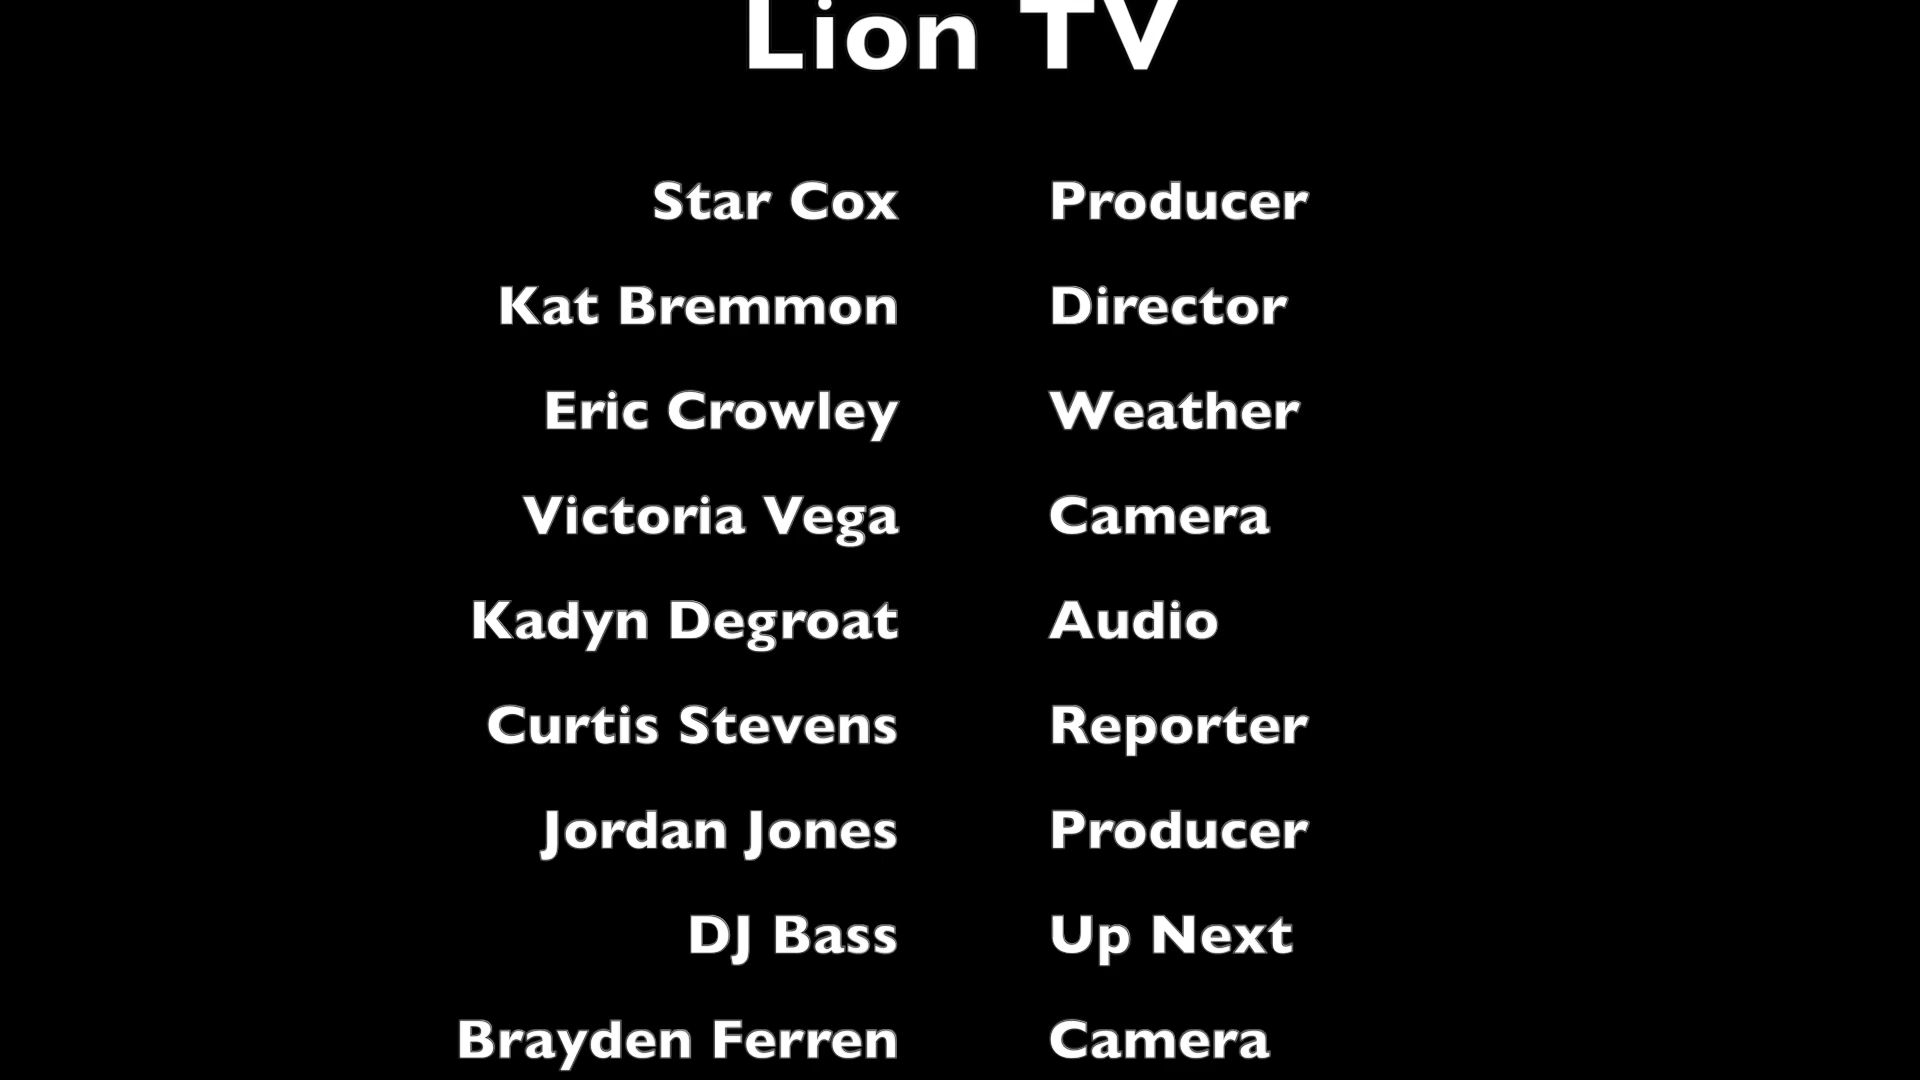 Lion TV
Star Cox Producer
Kat Bremmon Director
Eric Crowley Weather
Victoria Vega Camera
Kadyn Degroat Audio
Curtis Stevens Reporter
Jordan Jones Producer
DJ Bass Up Next
Brayden Ferren Camera